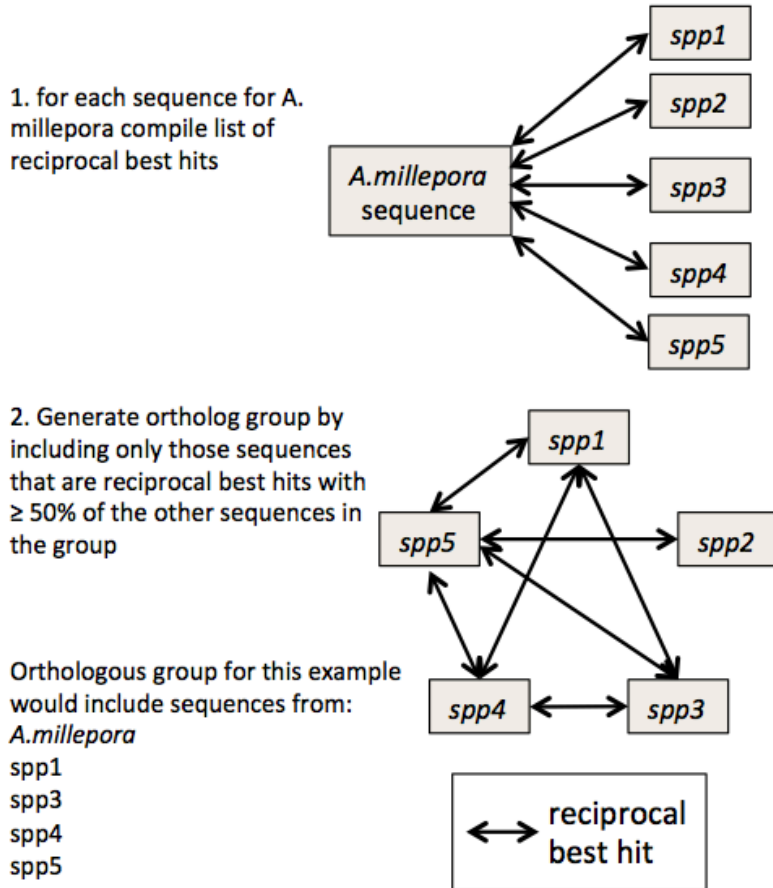 1. for each sequence for A.
millepora compile list of
reciprocal best hits
A.millepora
sequence
spp1
spp2
spp3
spp4
spp5
2. Generate ortholog group by
including only those sequences
that are reciprocal best hits with
≥ 50% of the other sequences in
the group
spp1
spp5
spp2
spp4
spp3
Orthologous group for this example
would include sequences from:
A.millepora
spp1
spp3
spp4
spp5
reciprocal
best hit